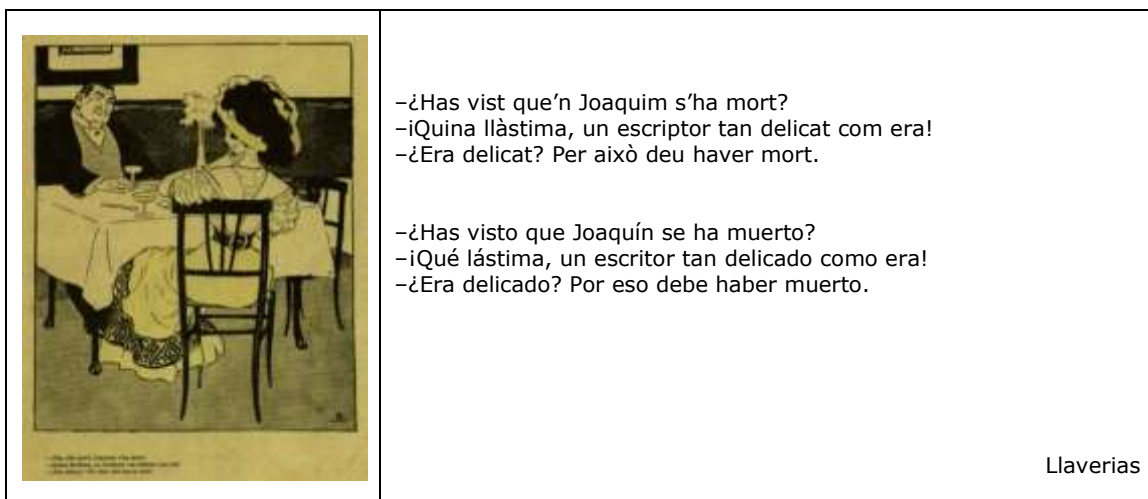 –¿Has vist que’n Joaquim s’ha mort?
–¡Quina llàstima, un escriptor tan delicat com era!
–¿Era delicat? Per això deu haver mort.
–¿Has visto que Joaquín se ha muerto?
–¡Qué lástima, un escritor tan delicado como era!
–¿Era delicado? Por eso debe haber muerto.
Llaverias